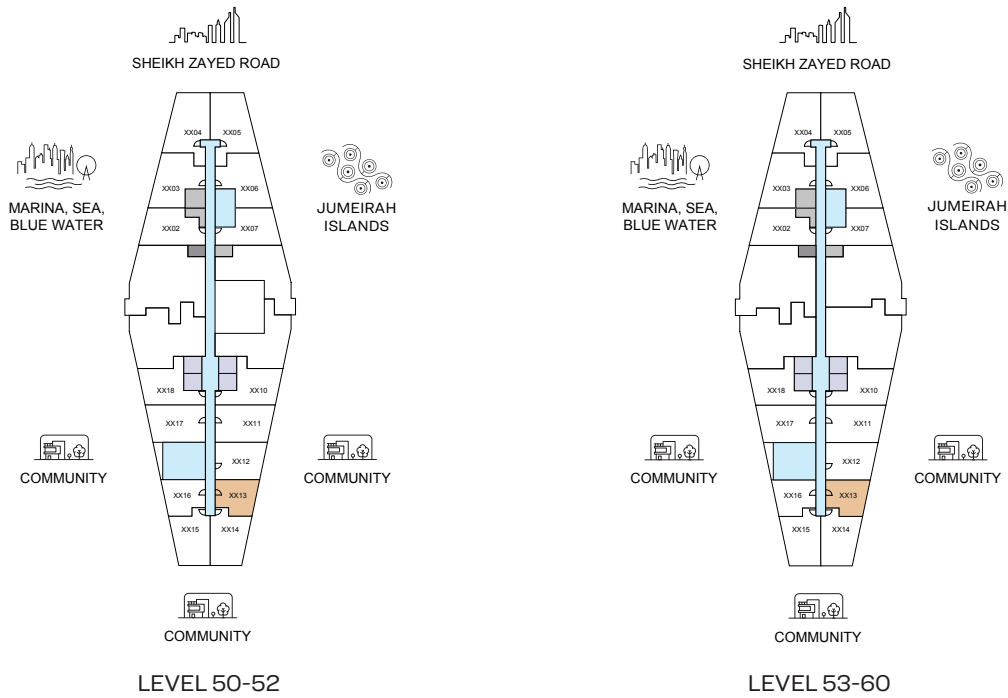 SHEIKH ZAYED ROAD
XX04 XX05
MARINA, SEA,
BLUE WATER
XX03 XX06
JUMEIRAH
ISLANDS
XX02 XX07
XX18 XX10
XX17 XX11
COMMUNITY
XX12
COMMUNITY
XX16 XX13
XX15 XX14
COMMUNITY
LEVEL 50-52
SHEIKH ZAYED ROAD
XX04 XX05
MARINA, SEA,
BLUE WATER
XX03 XX06
JUMEIRAH
ISLANDS
XX02 XX07
XX18 XX10
XX17 XX11
COMMUNITY
XX12
COMMUNITY
XX16 XX13
XX15 XX14
COMMUNITY
LEVEL 53-60